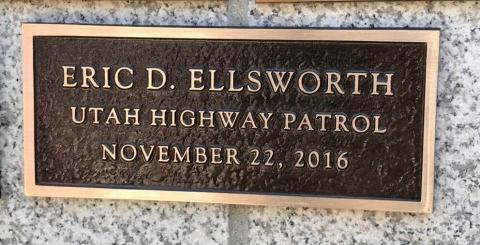 ERIC D. ELLSWORTH
UTAH HIGHWAY PATROL
NOVEMBER 22, 2016